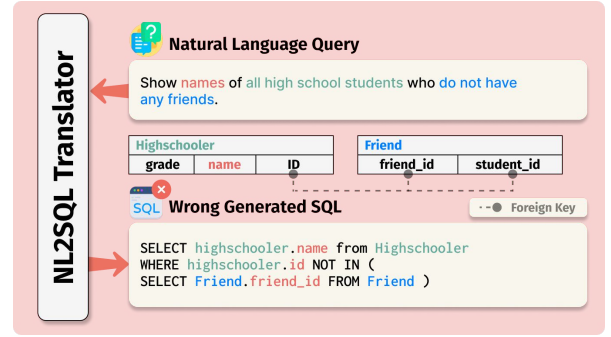 NL2SQL Translator
Natural Language Query
Show names of all high school students who do not have
any friends.
Highschooler
grade name ID
Friend
friend_id student_id
SQL
Wrong Generated SQL
Foreign Key
SELECT highschooler.name from Highschooler
WHERE highschooler.id NOT IN (
SELECT Friend.friend_id FROM Friend )